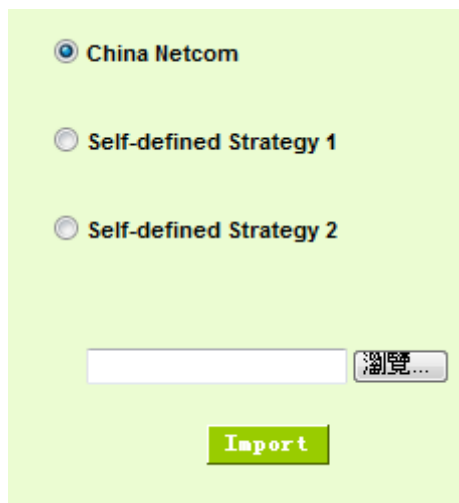 China Netcom
Self-defined Strategy 1
Self-defined Strategy 2
瀏覽...
Import